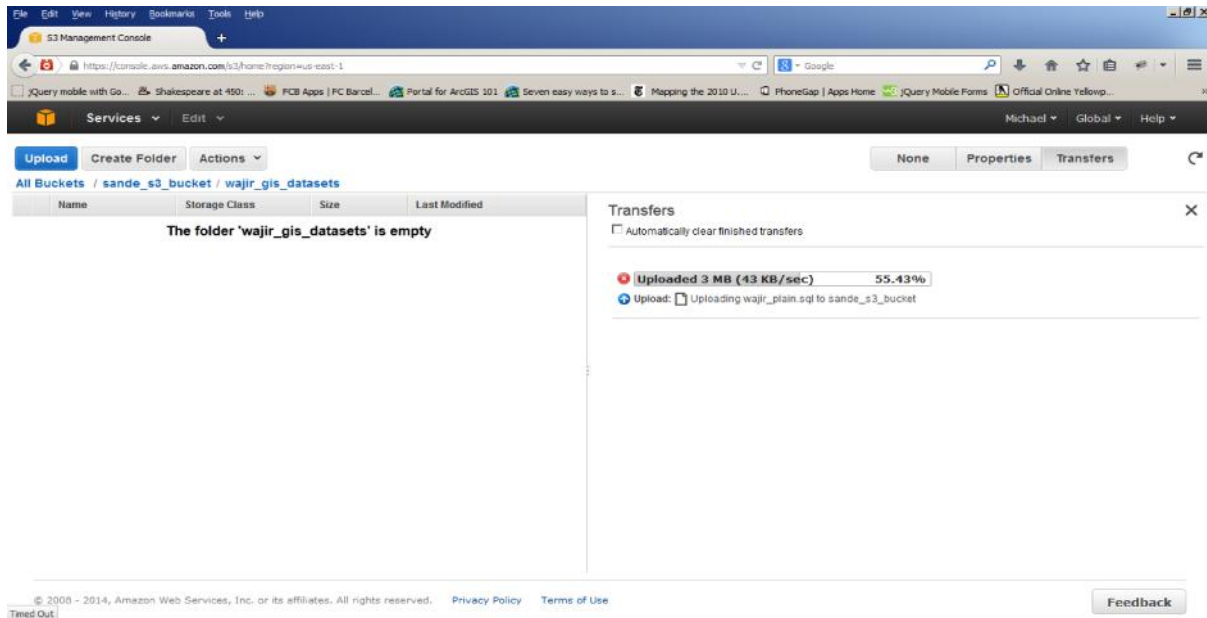 File Edit View History Bookmarks Tools Help
S3 Management Console
https://console.aws.amazon.com/s3/home?region=us-east-1
Google
jQuery mobile with Go... Shakespeare at 450: ... FCB Apps | FC Barcel... Portal for ArcGIS 101 Seven easy ways to s... Mapping the 2010 U.... PhoneGap | Apps Home jQuery Mobile Forms Official Online Yellowp...
Services Edit Michael Global Help
Upload Create Folder Actions None Properties Transfers
All Buckets / sande_s3_bucket / wajir_gis_datasets
Name Storage Class Size Last Modified
The folder 'wajir_gis_datasets' is empty
Transfers
Automatically clear finished transfers
Uploaded 3 MB (43 KB/sec) 55.43%
Upload: Uploading wajir_plain.sql to sande_s3_bucket
© 2008 - 2014, Amazon Web Services, Inc. or its affiliates. All rights reserved. Privacy Policy Terms of Use
Feedback
Timed Out